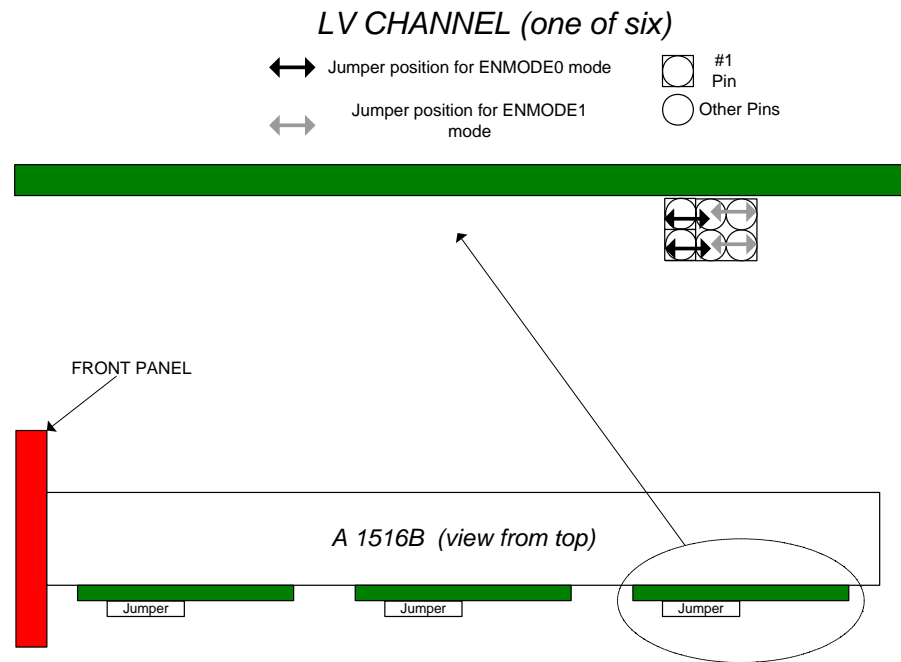 LV CHANNEL (one of six)
Jumper position for ENMODE0 mode
#1
Pin
Jumper position for ENMODE1
mode
Other Pins
FRONT PANEL
A 1516B (view from top)
Jumper
Jumper
Jumper